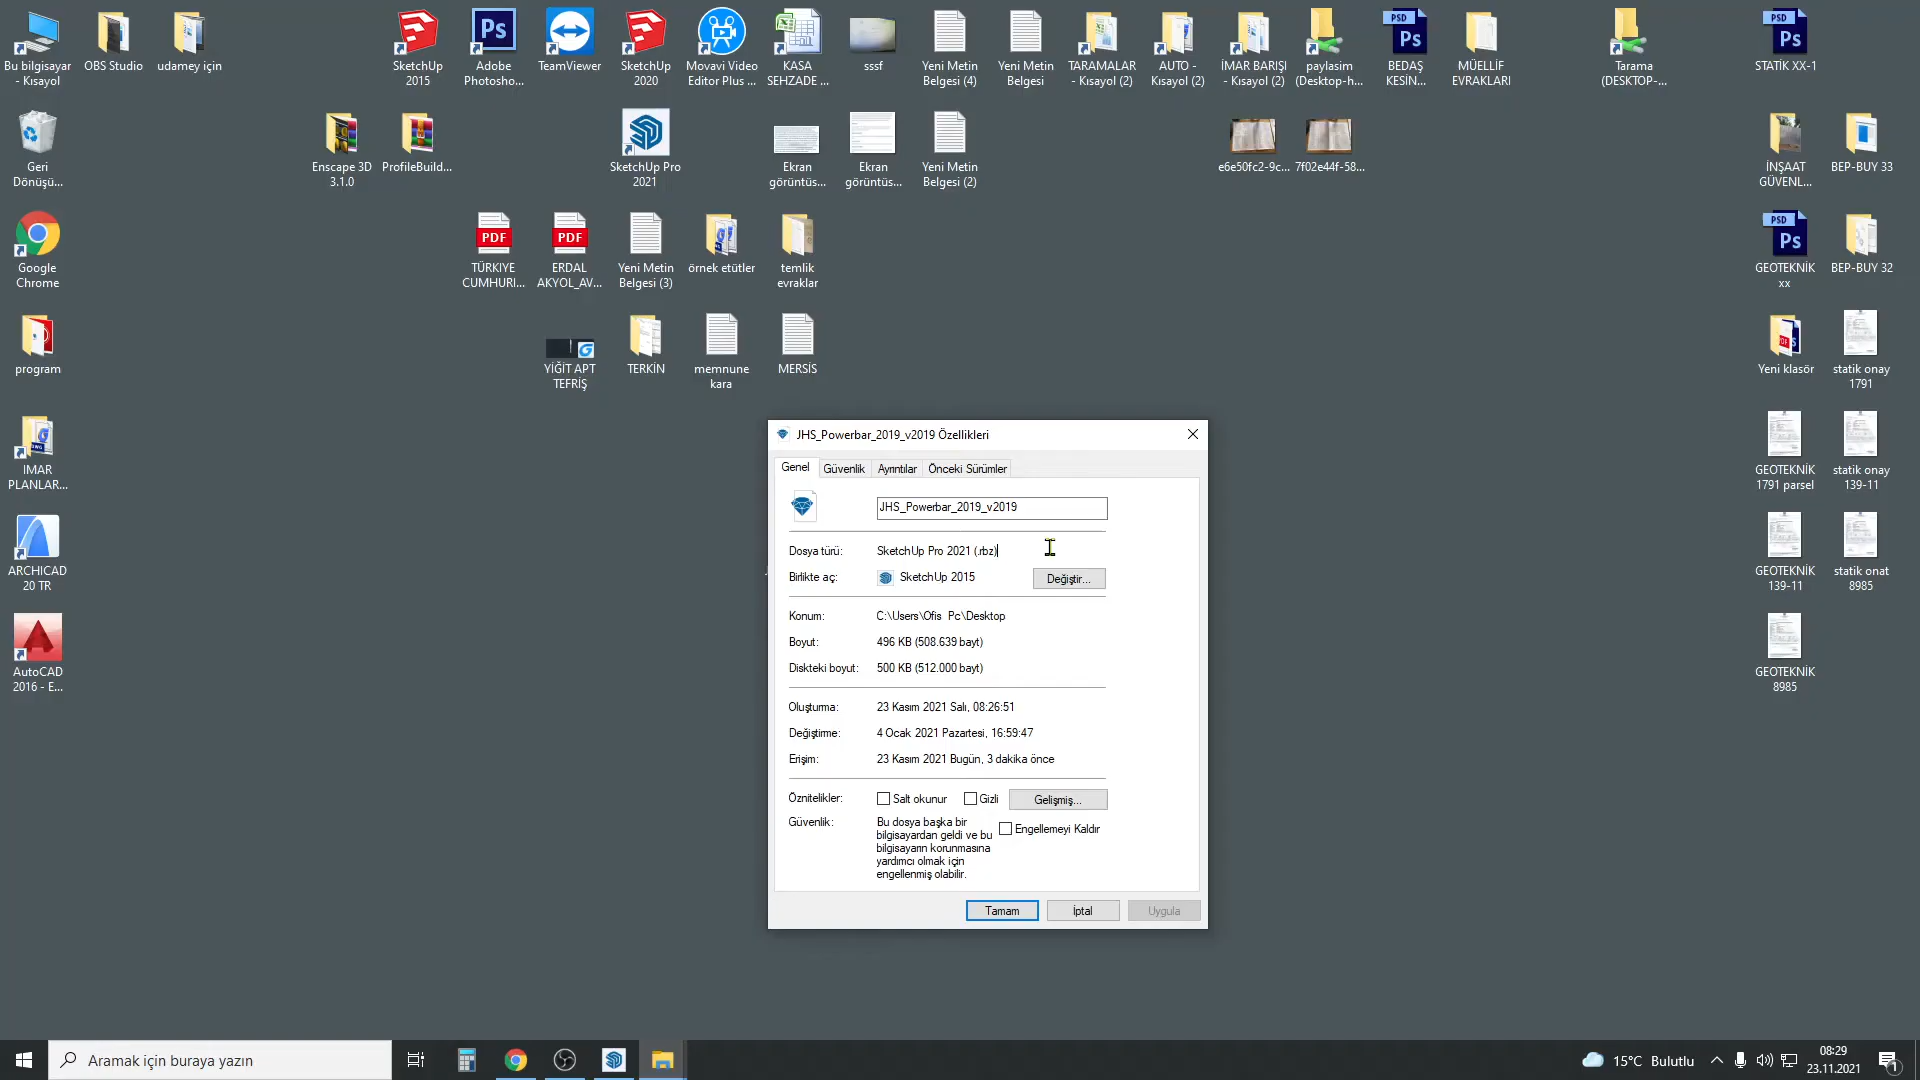 Bu bilgisayar
- Kısayol
OBS Studio
udamey için
SketchUp
2015
Adobe
Photosho...
TeamViewer
SketchUp
2020
Movavi Video
Editor Plus ...
KASA
SEHZADE ...
sssf
Yeni Metin
Belgesi (4)
Yeni Metin
Belgesi
TARAMALAR
- Kısayol (2)
AUTO -
Kısayol (2)
İMAR BARIŞI
- Kısayol (2)
paylasim
(Desktop-h...
BEDAŞ
KESİN...
MÜELLİF
EVRAKLARI
Tarama
(DESKTOP-...
STATİK XX-1
Geri
Dönüşü...
Enscape 3D
3.1.0
ProfileBuild...
SketchUp Pro
2021
Ekran
görüntüs...
Ekran
görüntüs...
Yeni Metin
Belgesi (2)
e6e50fc2-9c...
7f02e44f-58...
İNŞAAT
GÜVENL...
BEP-BUY 33
Google
Chrome
TÜRKIYE
CUMHURI...
ERDAL
AKYOL_AV...
Yeni Metin
Belgesi (3)
örnek etütler
temlik
evraklar
GEOTEKNİK
xx
BEP-BUY 32
program
YİĞİT APT
TEFRİŞ
TERKİN
memnune
kara
MERSİS
Yeni klasör
statik onay
1791
IMAR
PLANLAR...
GEOTEKNİK
1791 parsel
statik onay
139-11
ARCHICAD
20 TR
GEOTEKNİK
139-11
statik onat
8985
AutoCAD
2016 - E...
GEOTEKNİK
8985
JHS_Powerbar_2019_v2019 Özellikleri
Genel Güvenlik Ayrıntılar Önceki Sürümler
JHS_Powerbar_2019_v2019
Dosya türü: SketchUp Pro 2021 (.rbz)
Birlikte aç: SketchUp 2015 Değiştir...
Konum: C:\Users\Ofis Pc\Desktop
Boyut: 496 KB (508.639 bayt)
Diskteki boyut: 500 KB (512.000 bayt)
Oluşturma: 23 Kasım 2021 Salı, 08:26:51
Değiştirme: 4 Ocak 2021 Pazartesi, 16:59:47
Erişim: 23 Kasım 2021 Bugün, 3 dakika önce
Öznitelikler: Salt okunur Gizli Gelişmiş...
Güvenlik: Bu dosya başka bir
bilgisayardan geldi ve bu
bilgisayarın korunmasına
yardımcı olmak için
engellenmiş olabilir.
Engellemeyi Kaldır
Tamam İptal Uygula
Aramak için buraya yazın
15°C Bulutlu
08:29
23.11.2021
1